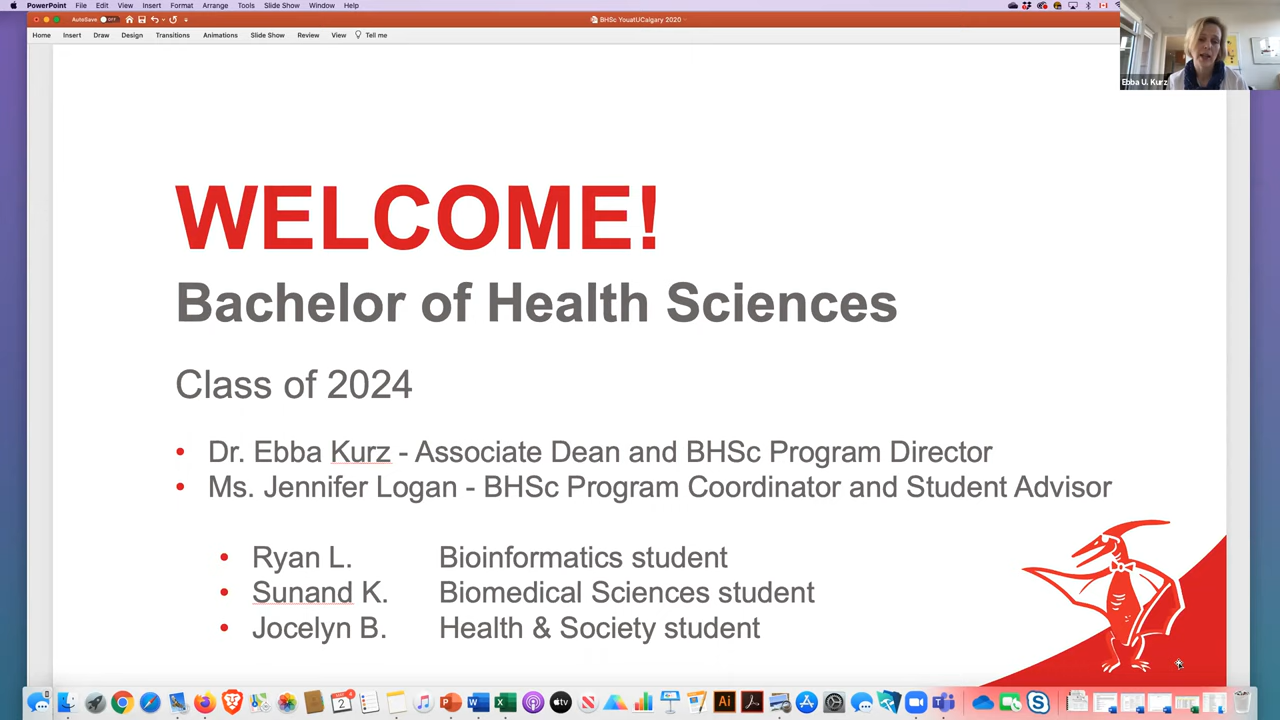 PowerPoint File Edit View Insert Format Arrange Tools Slide Show Window Help
AutoSave OFF BHSc YouatUCalgary 2020
Home Insert Draw Design Transitions Animations Slide Show Review View Tell me
Ebba U. Kurz
WELCOME!
Bachelor of Health Sciences
Class of 2024
• Dr. Ebba Kurz - Associate Dean and BHSc Program Director
• Ms. Jennifer Logan - BHSc Program Coordinator and Student Advisor
• Ryan L. Bioinformatics student
• Sunand K. Biomedical Sciences student
• Jocelyn B. Health & Society student
2